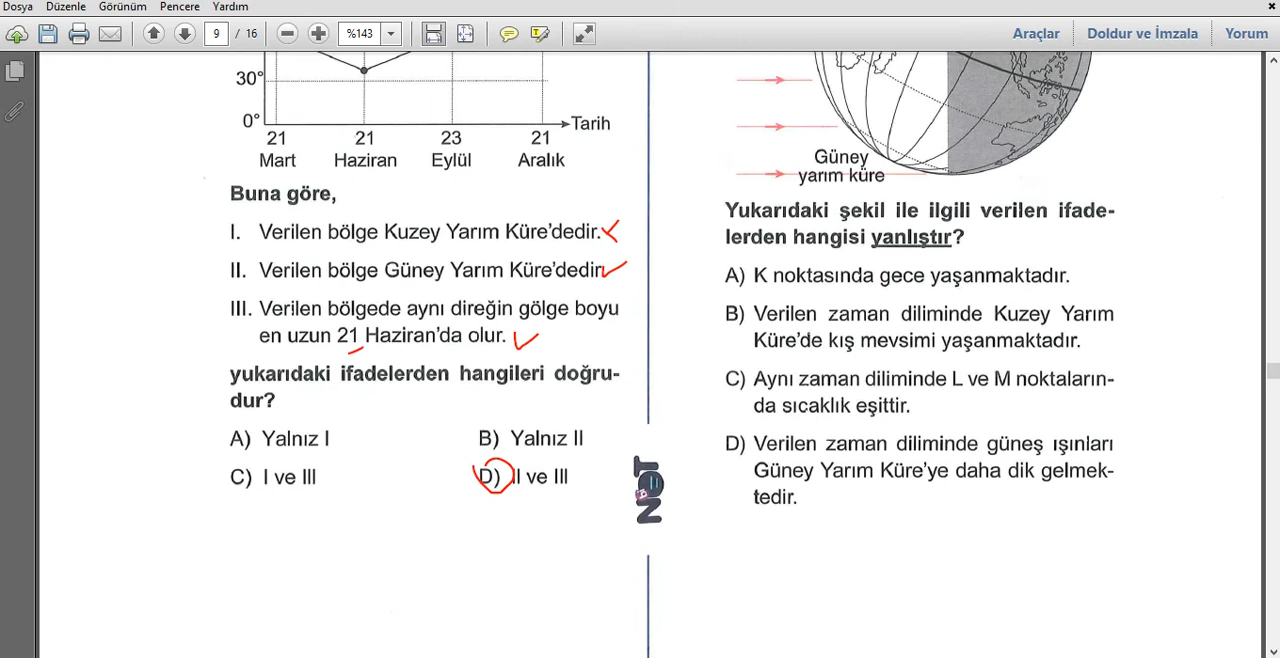 Dosya Düzenle Görünüm Pencere Yardım
9 / 16
%143
Araçlar Doldur ve İmzala Yorum
30°
0°
Tarih
21 21 23 21
Mart Haziran Eylül Aralık
Buna göre,
I. Verilen bölge Kuzey Yarım Küre'dedir.
II. Verilen bölge Güney Yarım Küre'dedir
III. Verilen bölgede aynı direğin gölge boyu
en uzun 21 Haziran'da olur.
yukarıdaki ifadelerden hangileri doğru-
dur?
A) Yalnız I B) Yalnız II
C) I ve III D) II ve III
NOT
Güney
yarım küre
Yukarıdaki şekil ile ilgili verilen ifade-
lerden hangisi yanlıştır?
A) K noktasında gece yaşanmaktadır.
B) Verilen zaman diliminde Kuzey Yarım
Küre'de kış mevsimi yaşanmaktadır.
C) Aynı zaman diliminde L ve M noktaların-
da sıcaklık eşittir.
D) Verilen zaman diliminde güneş ışınları
Güney Yarım Küre'ye daha dik gelmek-
tedir.